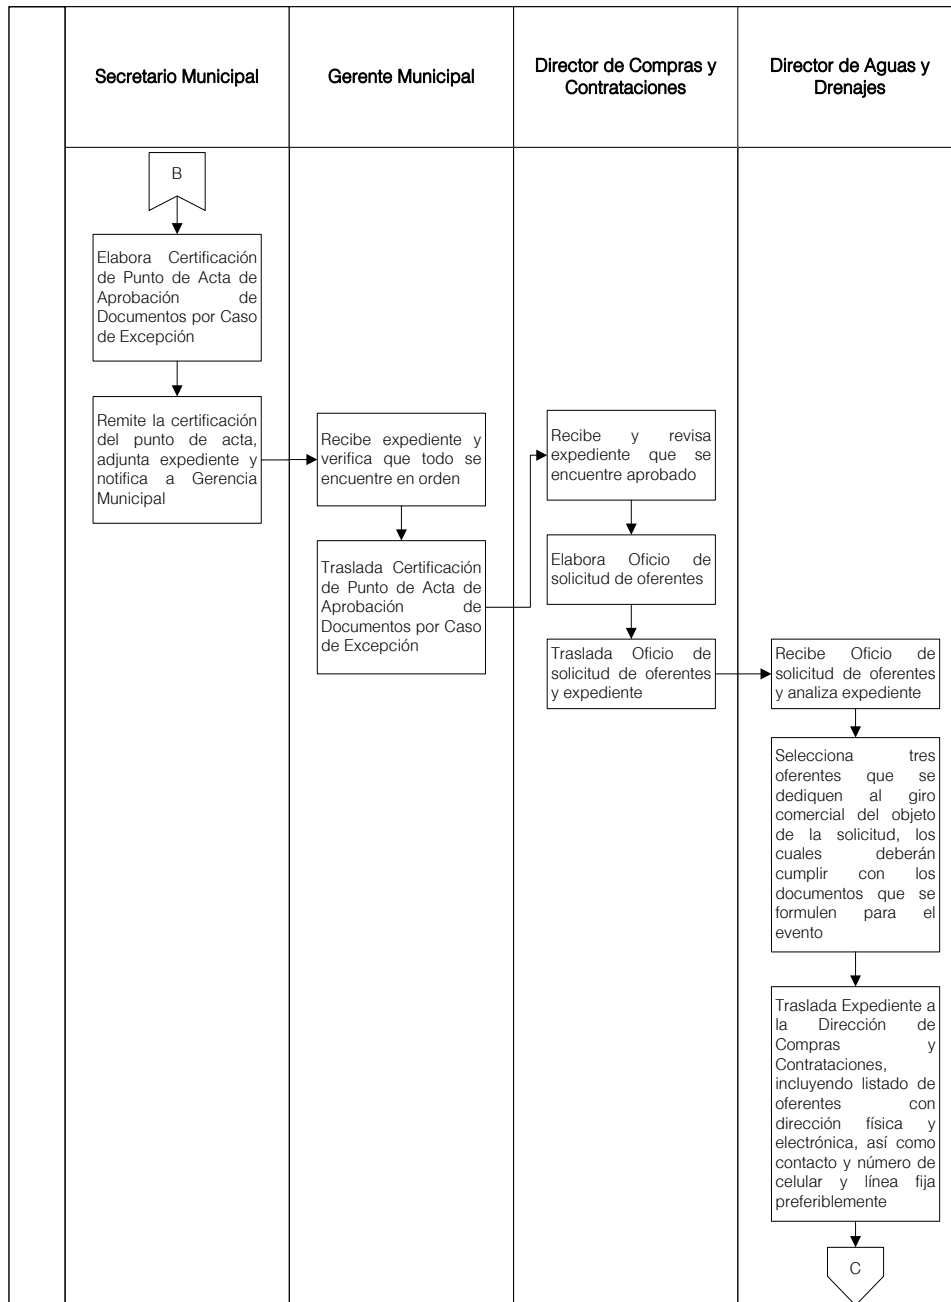 Secretario Municipal
Gerente Municipal
Director de Compras y
Contrataciones
Director de Aguas y
Drenajes
B
Elabora Certificación
de Punto de Acta de
Aprobación de
Documentos por Caso
de Excepción
Remite la certificación
del punto de acta,
adjunta expediente y
notifica a Gerencia
Municipal
Recibe expediente y
verifica que todo se
encuentre en orden
Traslada Certificación
de Punto de Acta de
Aprobación de
Documentos por Caso
de Excepción
Recibe y revisa
expediente que se
encuentre aprobado
Elabora Oficio de
solicitud de oferentes
Traslada Oficio de
solicitud de oferentes
y expediente
Recibe Oficio de
solicitud de oferentes
y analiza expediente
Selecciona tres
oferentes que se
dediquen al giro
comercial del objeto
de la solicitud, los
cuales deberán
cumplir con los
documentos que se
formulen para el
evento
Traslada Expediente a
la Dirección de
Compras y
Contrataciones,
incluyendo listado de
oferentes con
dirección física y
electrónica, así como
contacto y número de
celular y línea fija
preferiblemente
C